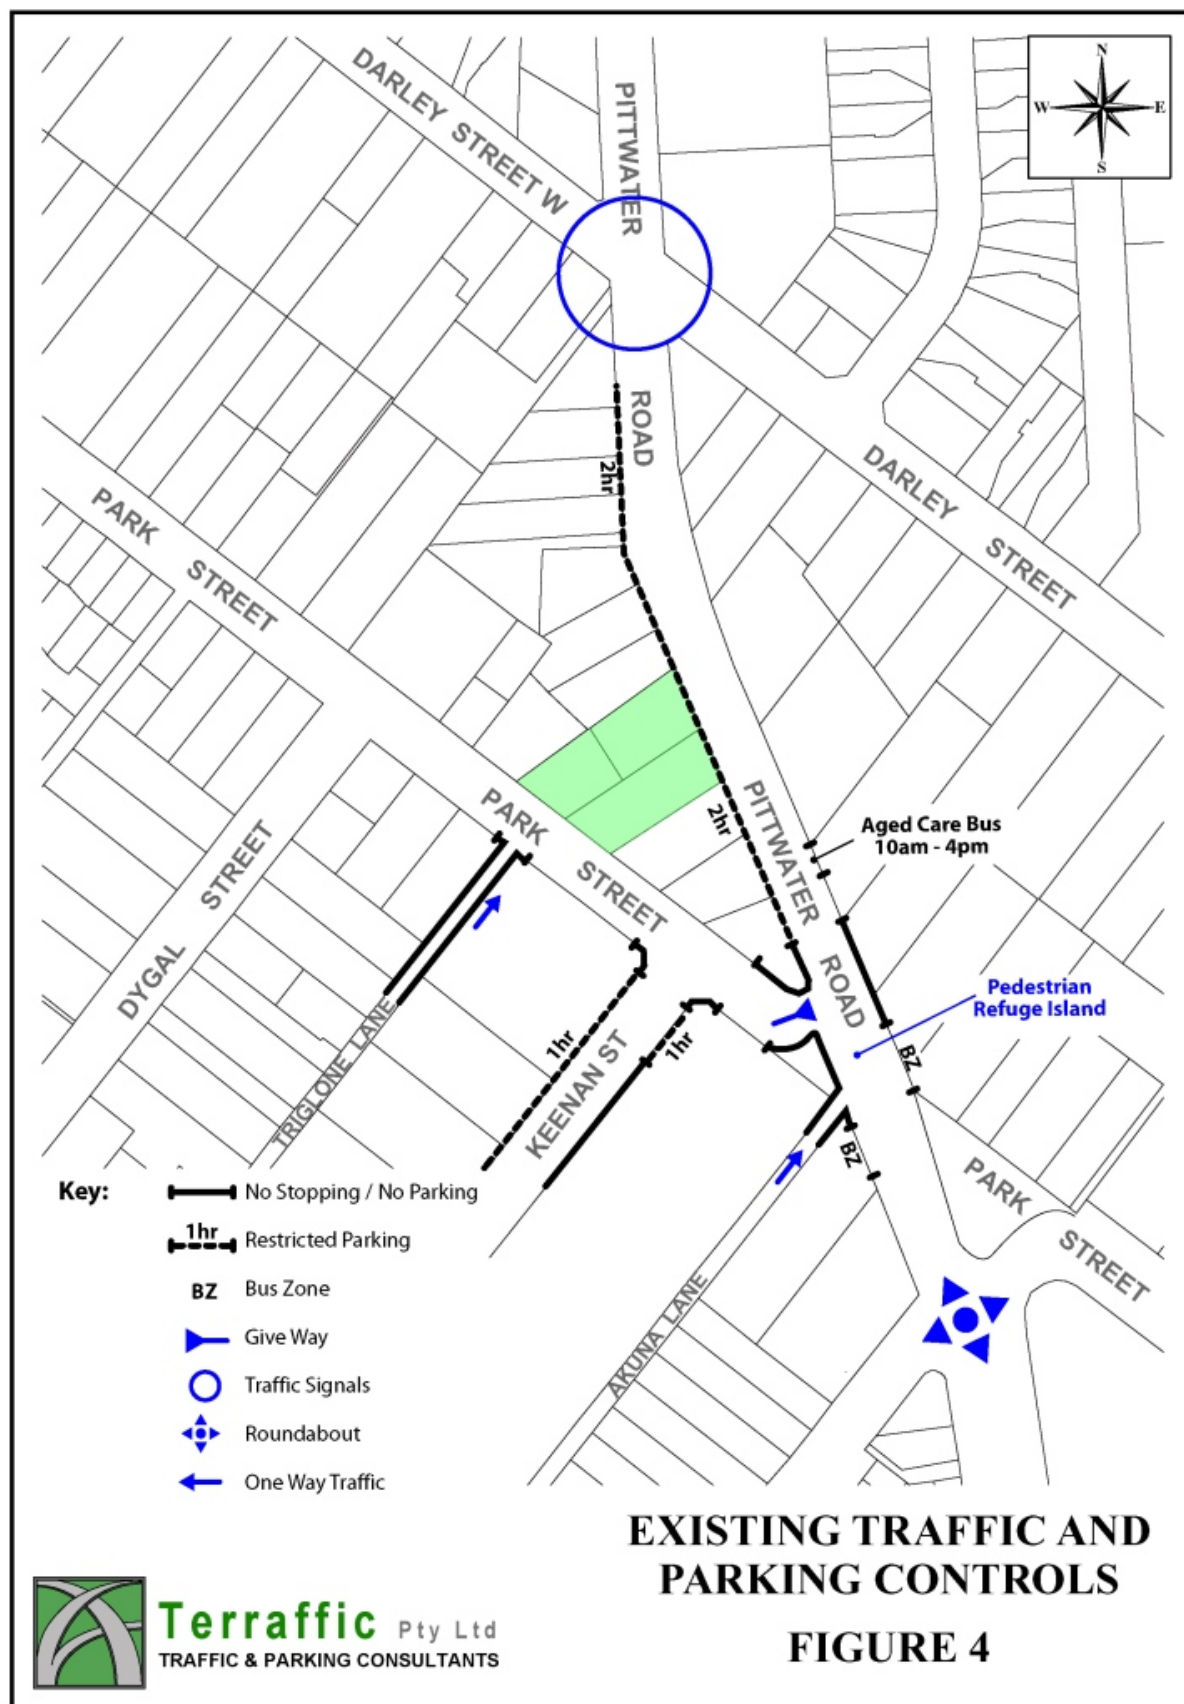 N
W E
S
DARLEY STREET W
PITTWATER
ROAD
2hr
DARLEY STREET
PARK STREET
PARK STREET
2hr
PITTWATER
ROAD
Aged Care Bus
10am - 4pm
DYGAL STREET
TRIGLONE LANE
1hr
KEENAN ST
1hr
Pedestrian
Refuge Island
BZ
BZ
PARK STREET
AKUNA LANE
Key:
No Stopping / No Parking
1hr Restricted Parking
BZ Bus Zone
Give Way
Traffic Signals
Roundabout
One Way Traffic
EXISTING TRAFFIC AND
PARKING CONTROLS
FIGURE 4
Terraffic Pty Ltd
TRAFFIC & PARKING CONSULTANTS